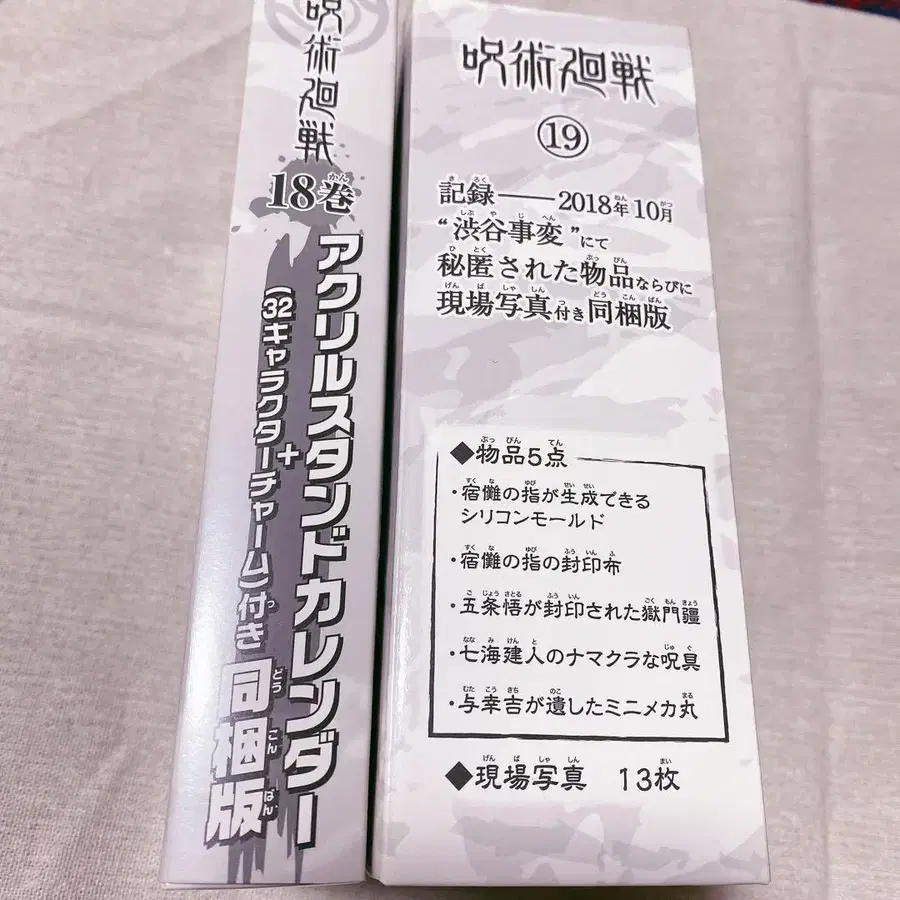 呪術廻戦
18巻
アクリルスタンドカレンダー
+
(32キャラクターチャーム)付き
同梱版
呪術廻戦
⑲
記録――2018年10月
“渋谷事変”にて
秘匿された物品ならびに
現場写真付き同梱版
◆物品5点
・宿儺の指が生成できる
シリコンモールド
・宿儺の指の封印布
・五条悟が封印された獄門疆
・七海建人のナマクラな呪具
・与幸吉が遺したミニメカ丸
◆現場写真 13枚